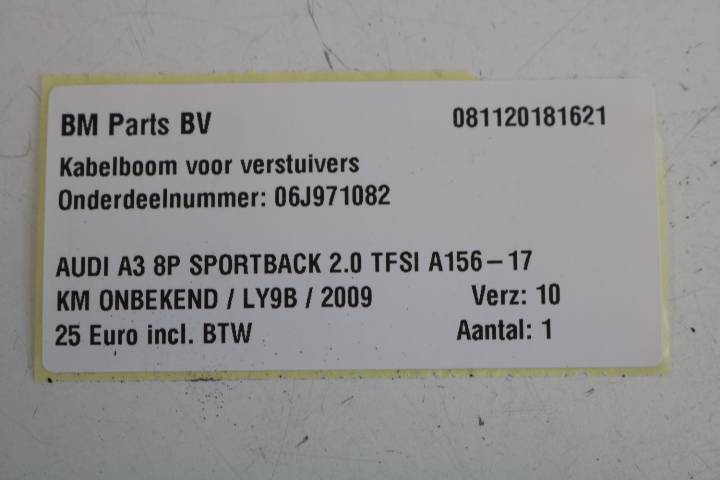 BM Parts BV 081120181621
Kabelboom voor verstuivers
Onderdeelnummer: 06J971082
AUDI A3 8P SPORTBACK 2.0 TFSI A156-17
KM ONBEKEND / LY9B / 2009 Verz: 10
25 Euro incl. BTW Aantal: 1